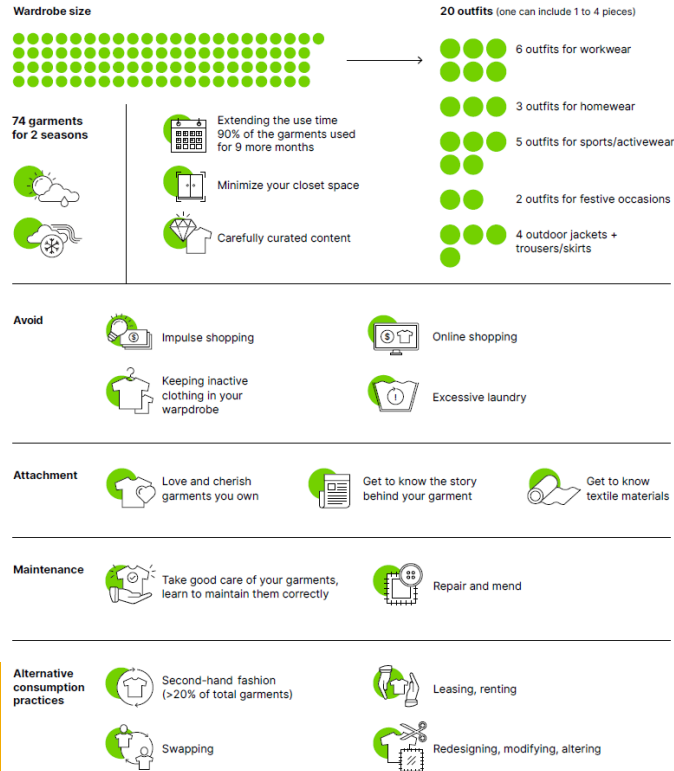 Wardrobe size
20 outfits (one can include 1 to 4 pieces)
6 outfits for workwear
3 outfits for homewear
5 outfits for sports/activewear
2 outfits for festive occasions
4 outdoor jackets +
trousers/skirts
74 garments
for 2 seasons
Extending the use time
90% of the garments used
for 9 more months
Minimize your closet space
Carefully curated content
Avoid
Impulse shopping
Online shopping
Keeping inactive
clothing in your
warpdrobe
Excessive laundry
Attachment
Love and cherish
garments you own
Get to know the story
behind your garment
Get to know
textile materials
Maintenance
Take good care of your garments,
learn to maintain them correctly
Repair and mend
Alternative
consumption
practices
Second-hand fashion
(>20% of total garments)
Leasing, renting
Swapping
Redesigning, modifying, altering